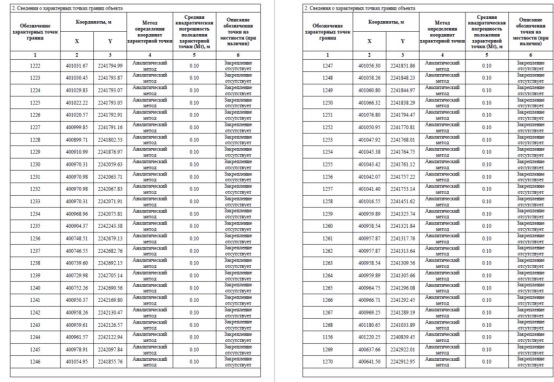 2. Сведения о характерных точках границ объекта
Обозначение характерных точек границ
Координаты, м
Метод определения координат характерной точки
Средняя квадратическая погрешность положения характерной точки (Mt), м
Описание обозначения точки на местности (при наличии)
X Y
1 2 3 4 5 6
1222 401031.67 2241794.99 Аналитический метод 0.10 Закрепление отсутствует
1223 401030.45 2241793.87 Аналитический метод 0.10 Закрепление отсутствует
1224 401029.83 2241793.07 Аналитический метод 0.10 Закрепление отсутствует
1225 401022.22 2241793.05 Аналитический метод 0.10 Закрепление отсутствует
1226 401020.57 2241792.91 Аналитический метод 0.10 Закрепление отсутствует
1227 400999.85 2241791.16 Аналитический метод 0.10 Закрепление отсутствует
1228 400899.71 2241802.53 Аналитический метод 0.10 Закрепление отсутствует
1229 400910.99 2241876.97 Аналитический метод 0.10 Закрепление отсутствует
1230 400970.31 2242059.63 Аналитический метод 0.10 Закрепление отсутствует
1231 400970.98 2242063.71 Аналитический метод 0.10 Закрепление отсутствует
1232 400970.98 2242067.83 Аналитический метод 0.10 Закрепление отсутствует
1233 400970.31 2242071.91 Аналитический метод 0.10 Закрепление отсутствует
1234 400968.96 2242075.81 Аналитический метод 0.10 Закрепление отсутствует
1235 400904.37 2242243.38 Аналитический метод 0.10 Закрепление отсутствует
1236 400748.51 2242679.13 Аналитический метод 0.10 Закрепление отсутствует
1237 400746.55 2242682.76 Аналитический метод 0.10 Закрепление отсутствует
1238 400739.60 2242692.15 Аналитический метод 0.10 Закрепление отсутствует
1239 400729.98 2242705.14 Аналитический метод 0.10 Закрепление отсутствует
1240 400752.26 2242699.56 Аналитический метод 0.10 Закрепление отсутствует
1241 400950.37 2242169.80 Аналитический метод 0.10 Закрепление отсутствует
1242 400958.26 2242130.47 Аналитический метод 0.10 Закрепление отсутствует
1243 400959.61 2242126.57 Аналитический метод 0.10 Закрепление отсутствует
1244 400961.57 2242122.94 Аналитический метод 0.10 Закрепление отсутствует
1245 400978.91 2242097.84 Аналитический метод 0.10 Закрепление отсутствует
1246 401054.95 2241855.76 Аналитический метод 0.10 Закрепление отсутствует
2. Сведения о характерных точках границ объекта
Обозначение характерных точек границ
Координаты, м
Метод определения координат характерной точки
Средняя квадратическая погрешность положения характерной точки (Mt), м
Описание обозначения точки на местности (при наличии)
X Y
1 2 3 4 5 6
1247 401056.30 2241851.86 Аналитический метод 0.10 Закрепление отсутствует
1248 401058.26 2241848.23 Аналитический метод 0.10 Закрепление отсутствует
1249 401060.80 2241844.97 Аналитический метод 0.10 Закрепление отсутствует
1250 401066.32 2241838.29 Аналитический метод 0.10 Закрепление отсутствует
1251 401076.80 2241794.47 Аналитический метод 0.10 Закрепление отсутствует
1252 401050.95 2241770.81 Аналитический метод 0.10 Закрепление отсутствует
1253 401047.92 2241768.01 Аналитический метод 0.10 Закрепление отсутствует
1254 401045.38 2241764.75 Аналитический метод 0.10 Закрепление отсутствует
1255 401043.42 2241761.12 Аналитический метод 0.10 Закрепление отсутствует
1256 401042.07 2241757.22 Аналитический метод 0.10 Закрепление отсутствует
1257 401041.40 2241753.14 Аналитический метод 0.10 Закрепление отсутствует
1258 401016.55 2241451.62 Аналитический метод 0.10 Закрепление отсутствует
1259 400959.89 2241325.74 Аналитический метод 0.10 Закрепление отсутствует
1260 400958.54 2241321.84 Аналитический метод 0.10 Закрепление отсутствует
1261 400957.87 2241317.76 Аналитический метод 0.10 Закрепление отсутствует
1262 400957.87 2241313.64 Аналитический метод 0.10 Закрепление отсутствует
1263 400958.54 2241309.56 Аналитический метод 0.10 Закрепление отсутствует
1264 400959.89 2241305.66 Аналитический метод 0.10 Закрепление отсутствует
1265 400964.75 2241296.08 Аналитический метод 0.10 Закрепление отсутствует
1266 400966.71 2241292.45 Аналитический метод 0.10 Закрепление отсутствует
1267 400969.25 2241289.19 Аналитический метод 0.10 Закрепление отсутствует
1268 401180.65 2241033.89 Аналитический метод 0.10 Закрепление отсутствует
1156 401220.25 2240839.45 Аналитический метод 0.10 Закрепление отсутствует
1269 400637.66 2242922.01 Аналитический метод 0.10 Закрепление отсутствует
1270 400641.50 2242912.95 Аналитический метод 0.10 Закрепление отсутствует